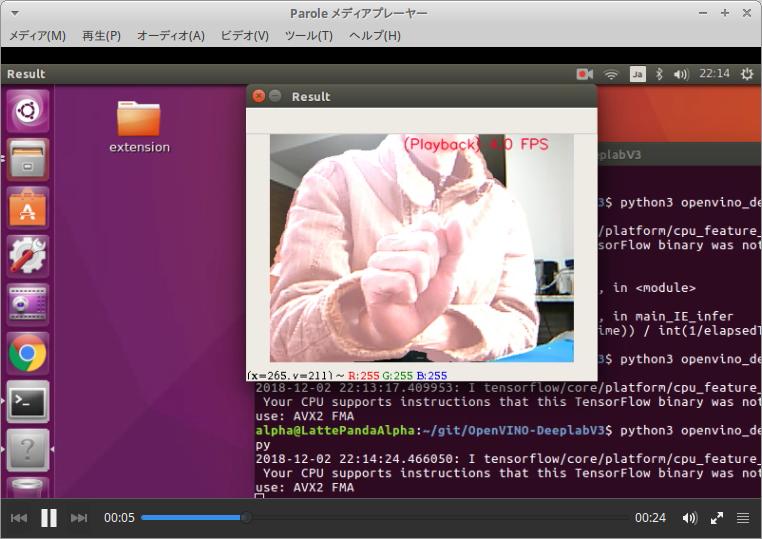 Parole メディアプレーヤー
メディア(M) 再生(P) オーディオ(A) ビデオ(V) ツール(T) ヘルプ(H)
Result
Ja
22:14
Result
extension
(Playback) FPS
eplabV3
3$ python3 openvino_de
/platform/cpu_feature_
sorFlow binary was not
, in <module>
, in main_IE_infer
ime)) / int(1/elapsedT
3$ python3 openvino_de
(x=265, y=211) ~ R:255 G:255 B:255
2018-12-02 22:13:17.409953: I tensorflow/core/platform/cpu_feature_
Your CPU supports instructions that this TensorFlow binary was not
use: AVX2 FMA
alpha@LattePandaAlpha:~/git/OpenVINO-DeeplabV3$ python3 openvino_de
py
2018-12-02 22:14:24.466050: I tensorflow/core/platform/cpu_feature_
Your CPU supports instructions that this TensorFlow binary was not
use: AVX2 FMA
00:05
00:24